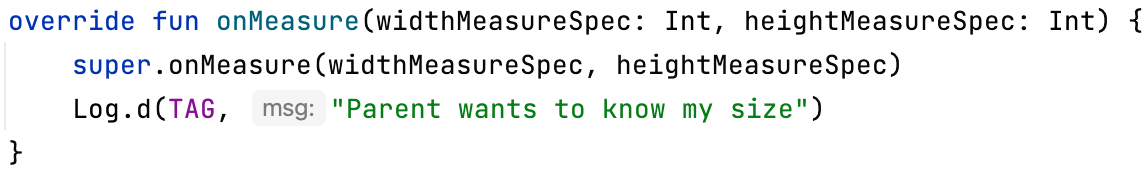 override fun onMeasure(widthMeasureSpec: Int, heightMeasureSpec: Int) {
    super.onMeasure(widthMeasureSpec, heightMeasureSpec)
    Log.d(TAG, msg: "Parent wants to know my size")
}